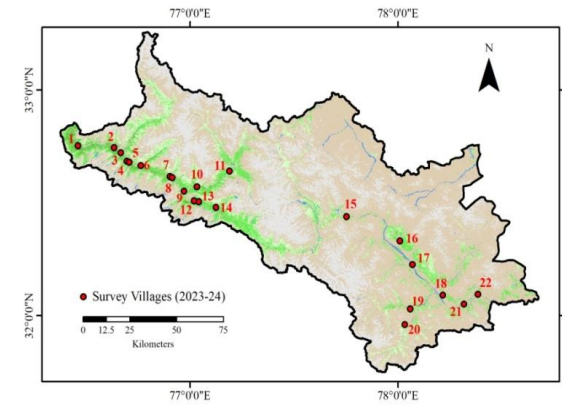 77°0'0"E 78°0'0"E
N
33°0'0"N 33°0'0"N
1 2 3 4 5 6 7 8 9 10 11 12 13 14
15 16 17 18 19 20 21 22
Survey Villages (2023-24)
0 12.5 25 50 75
Kilometers
32°0'0"N 32°0'0"N
77°0'0"E 78°0'0"E